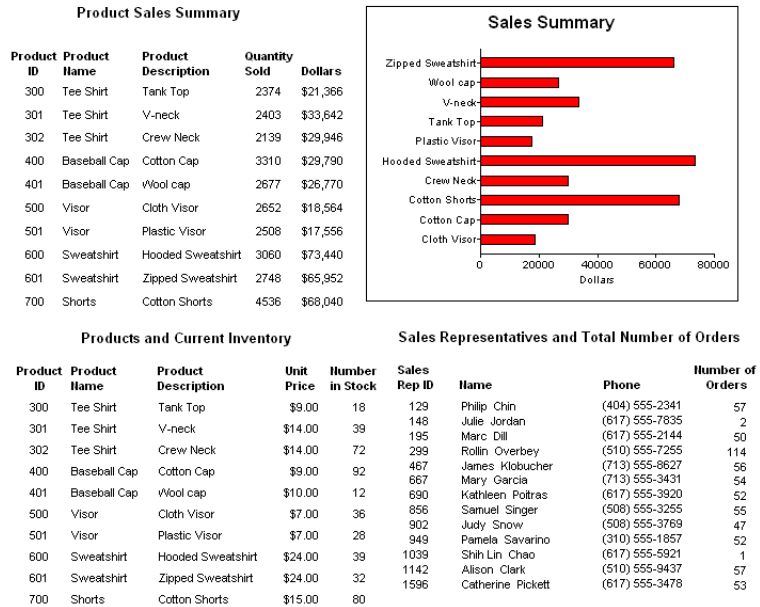 Product Sales Summary
Product Product Product Quantity
ID Name Description Sold Dollars
300 Tee Shirt Tank Top 2374 $21,366
301 Tee Shirt V-neck 2403 $33,642
302 Tee Shirt Crew Neck 2139 $29,946
400 Baseball Cap Cotton Cap 3310 $29,790
401 Baseball Cap Wool cap 2677 $26,770
500 Visor Cloth Visor 2652 $18,564
501 Visor Plastic Visor 2508 $17,556
600 Sweatshirt Hooded Sweatshirt 3060 $73,440
601 Sweatshirt Zipped Sweatshirt 2748 $65,952
700 Shorts Cotton Shorts 4536 $68,040
Sales Summary
Zipped Sweatshirt
Wool cap
V-neck
Tank Top
Plastic Visor
Hooded Sweatshirt
Crew Neck
Cotton Shorts
Cotton Cap
Cloth Visor
0 20000 40000 60000 80000
Dollars
Products and Current Inventory
Product Product Product Unit Number
ID Name Description Price in Stock
300 Tee Shirt Tank Top $9.00 18
301 Tee Shirt V-neck $14.00 39
302 Tee Shirt Crew Neck $14.00 72
400 Baseball Cap Cotton Cap $9.00 92
401 Baseball Cap Wool cap $10.00 12
500 Visor Cloth Visor $7.00 36
501 Visor Plastic Visor $7.00 28
600 Sweatshirt Hooded Sweatshirt $24.00 39
601 Sweatshirt Zipped Sweatshirt $24.00 32
700 Shorts Cotton Shorts $15.00 80
Sales Representatives and Total Number of Orders
Sales Number of
Rep ID Name Phone Orders
129 Philip Chin (404) 555-2341 57
148 Julie Jordan (617) 555-7835 2
195 Marc Dill (617) 555-2144 50
299 Rollin Overbey (510) 555-7255 114
467 James Klobucher (713) 555-8627 56
667 Mary Garcia (713) 555-3431 54
690 Kathleen Poitras (617) 555-3920 52
856 Samuel Singer (508) 555-3255 55
902 Judy Snow (508) 555-3769 47
949 Pamela Savarino (310) 555-1857 52
1039 Shih Lin Chao (617) 555-5921 1
1142 Alison Clark (510) 555-9437 57
1596 Catherine Pickett (617) 555-3478 53